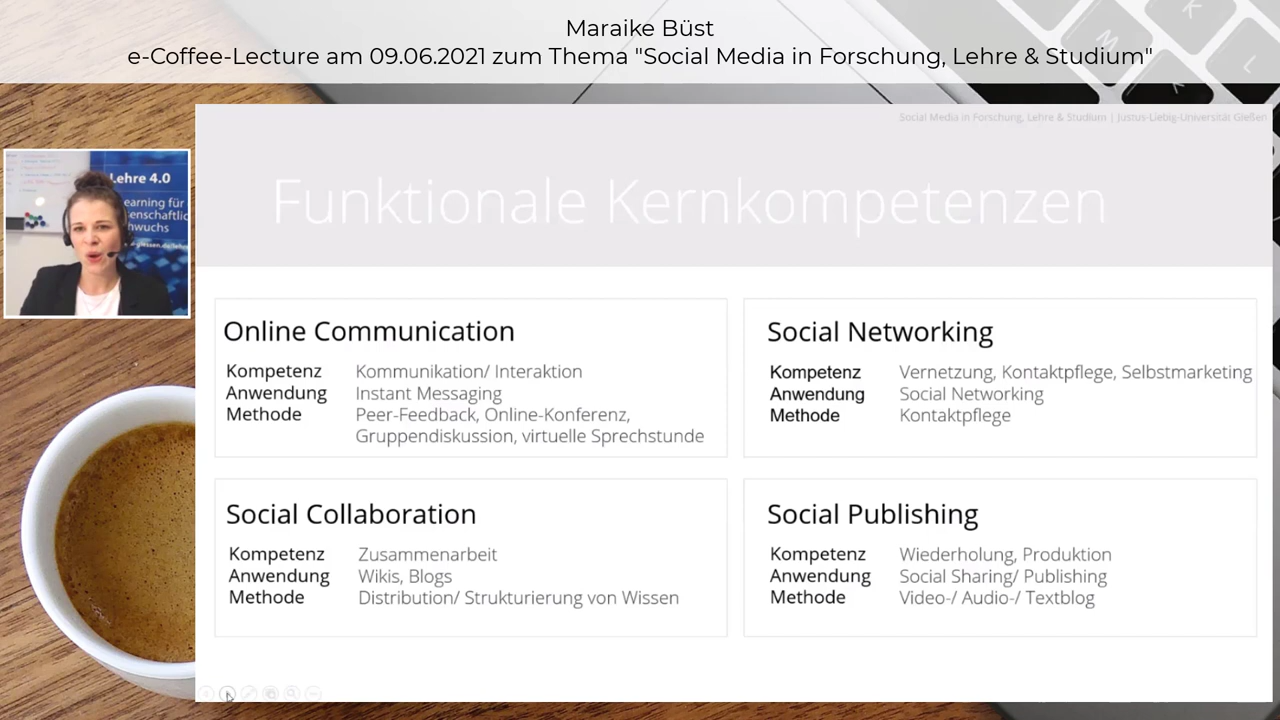 Maraike Büst
e-Coffee-Lecture am 09.06.2021 zum Thema "Social Media in Forschung, Lehre & Studium"
Social Media in Forschung, Lehre & Studium | Justus-Liebig-Universität Gießen
Funktionale Kernkompetenzen
Lehre 4.0
Online Communication
Kompetenz Kommunikation/ Interaktion
Anwendung Instant Messaging
Methode Peer-Feedback, Online-Konferenz,
Gruppendiskussion, virtuelle Sprechstunde
Social Networking
Kompetenz Vernetzung, Kontaktpflege, Selbstmarketing
Anwendung Social Networking
Methode Kontaktpflege
Social Collaboration
Kompetenz Zusammenarbeit
Anwendung Wikis, Blogs
Methode Distribution/ Strukturierung von Wissen
Social Publishing
Kompetenz Wiederholung, Produktion
Anwendung Social Sharing/ Publishing
Methode Video-/ Audio-/ Textblog